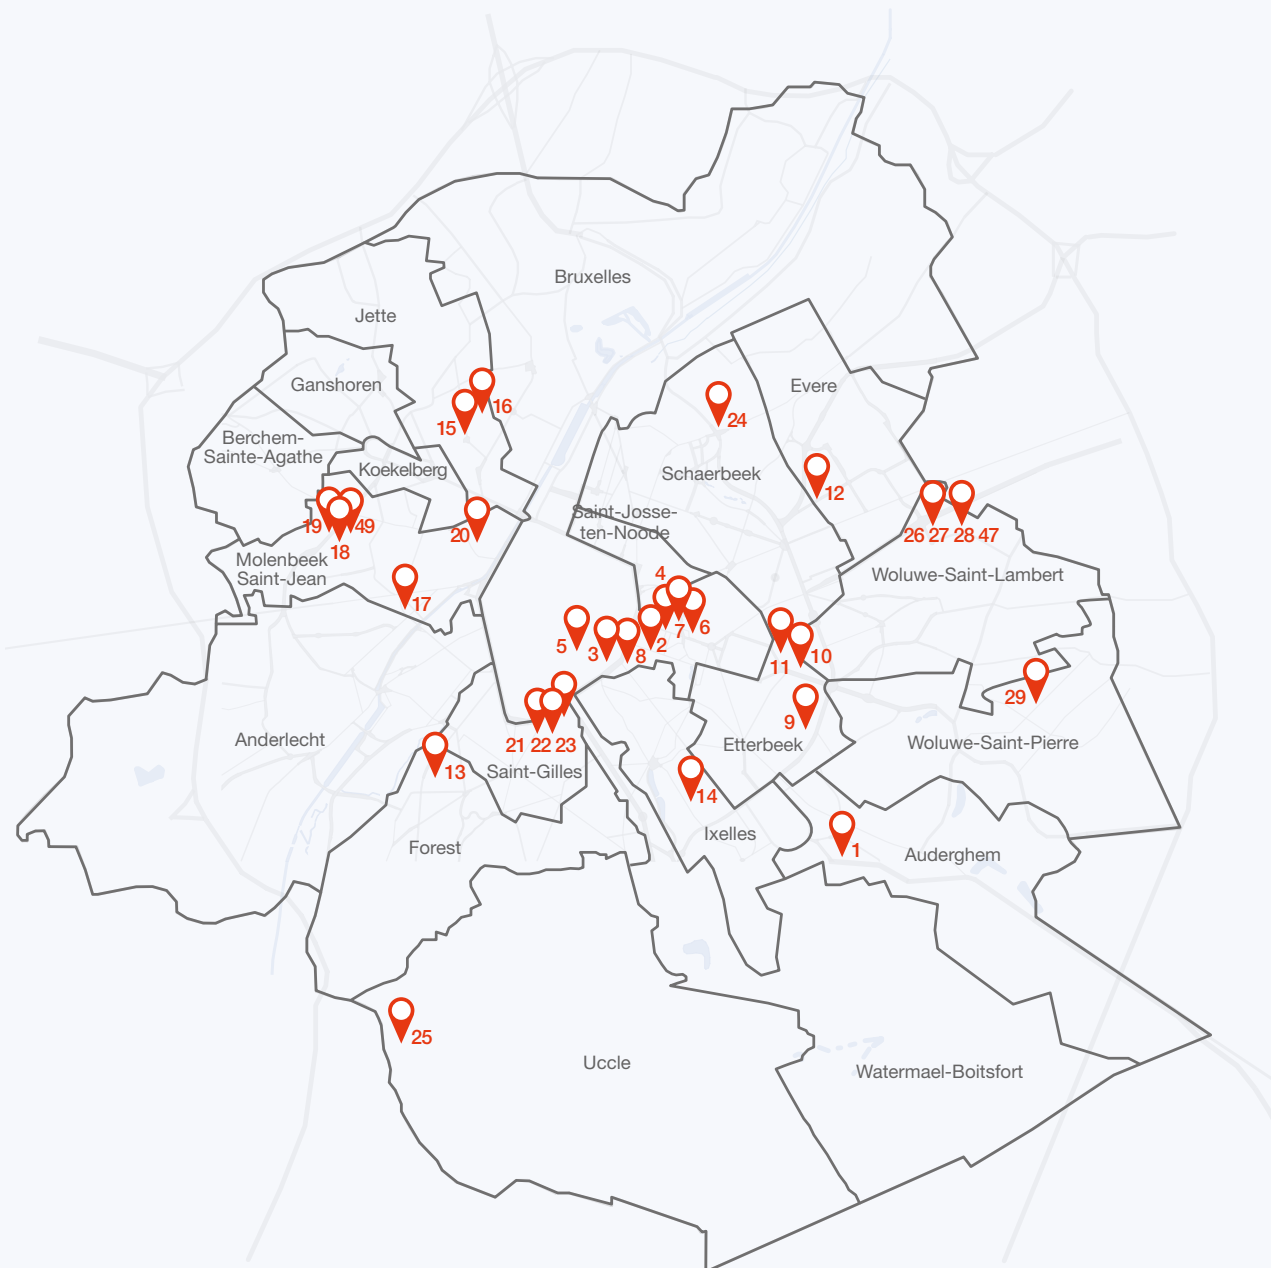 Bruxelles
Jette
Ganshoren
Evere
16
15
24
Berchem-
Sainte-Agathe
Koekelberg
Schaerbeek
12
Saint-Josse-
ten-Noode
19
49
18
20
26 27 28 47
Molenbeek
Saint-Jean
17
Woluwe-Saint-Lambert
4
5
3
8
2
7
6
11
10
29
9
21 22 23
Anderlecht
Etterbeek
Woluwe-Saint-Pierre
13
Saint-Gilles
14
Ixelles
Forest
1
Auderghem
25
Uccle
Watermael-Boitsfort